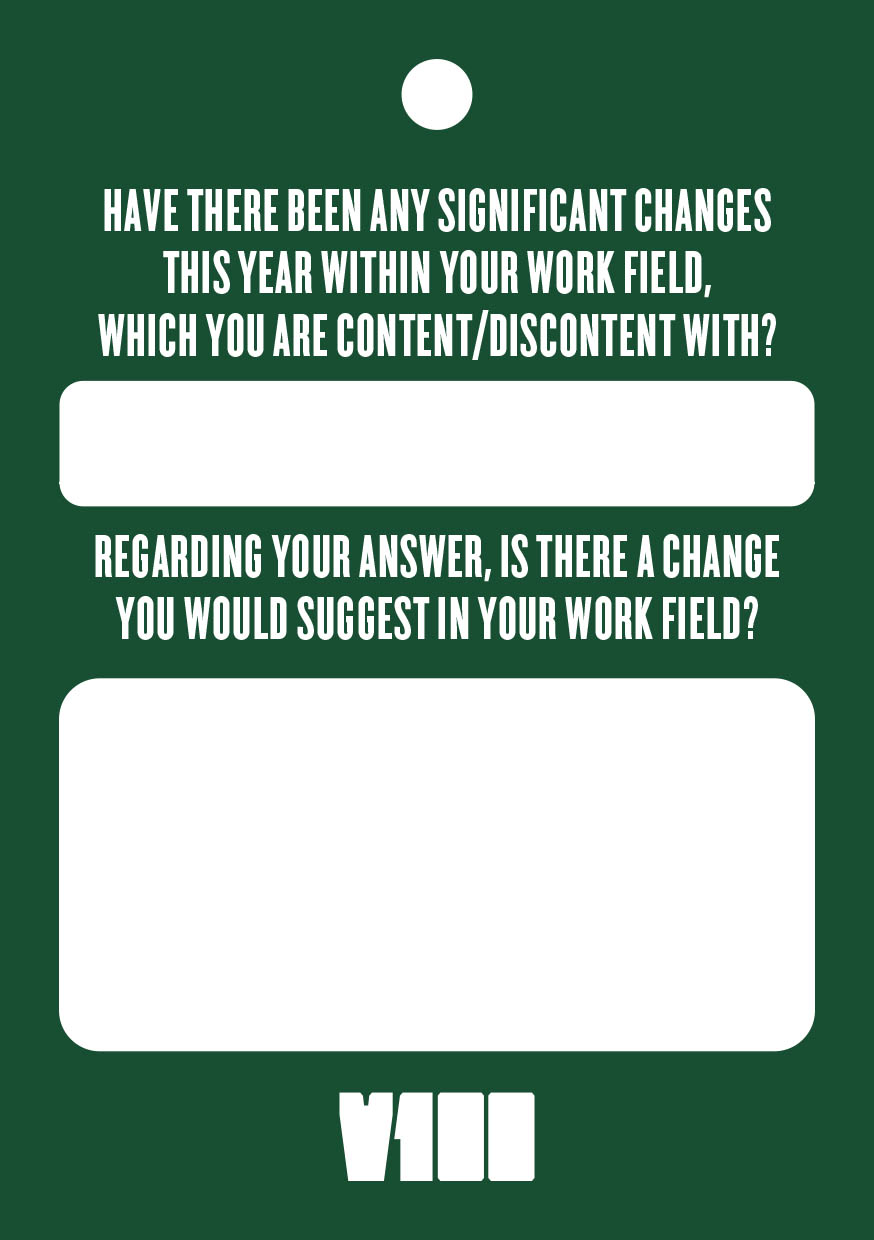 HAVE THERE BEEN ANY SIGNIFICANT CHANGES
THIS YEAR WITHIN YOUR WORK FIELD,
WHICH YOU ARE CONTENT/DISCONTENT WITH?
REGARDING YOUR ANSWER, IS THERE A CHANGE
YOU WOULD SUGGEST IN YOUR WORK FIELD?
V100